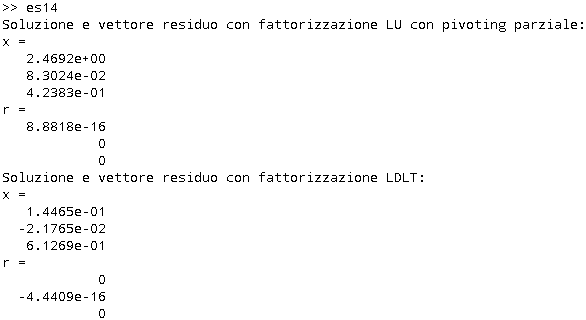 >> es14
Soluzione e vettore residuo con fattorizzazione LU con pivoting parziale:
x =
2.4692e+00
8.3024e-02
4.2383e-01
r =
8.8818e-16
0
0
Soluzione e vettore residuo con fattorizzazione LDLT:
x =
1.4465e-01
-2.1765e-02
6.1269e-01
r =
0
-4.4409e-16
0